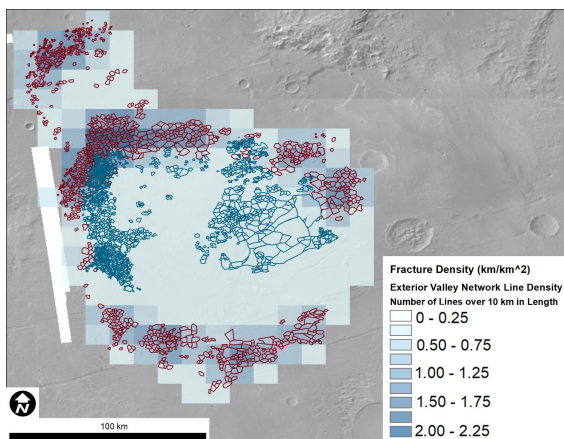 Fracture Density (km/km^2)
Exterior Valley Network Line Density
Number of Lines over 10 km in Length
0 - 0.25
0.50 - 0.75
1.00 - 1.25
1.50 - 1.75
2.00 - 2.25
N
100 km